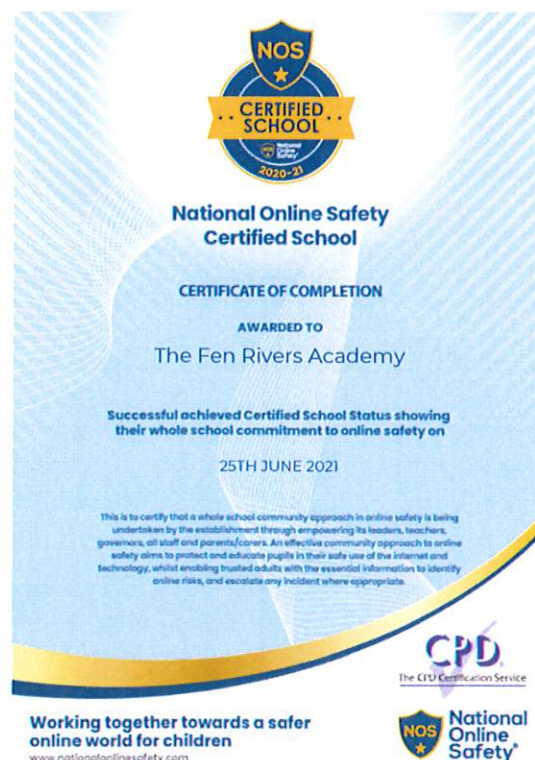 NOS
CERTIFIED
SCHOOL
NOS National
Online
Safety
2020-21
National Online Safety
Certified School
CERTIFICATE OF COMPLETION
AWARDED TO
The Fen Rivers Academy
Successful achieved Certified School Status showing
their whole school commitment to online safety on
25TH JUNE 2021
This is to certify that a whole school community approach in online safety is being
undertaken by the establishment through empowering its leaders, teachers,
governors, all staff and parents/carers. An effective community approach to online
safety aims to protect and educate pupils in their safe use of the internet and
technology, whilst enabling trusted adults with the essential information to identify
online risks, and escalate any incident where appropriate.
CPD
The CPD Certification Service
Working together towards a safer
online world for children
www.nationalonlinesafety.com
NOS
National
Online
Safety®